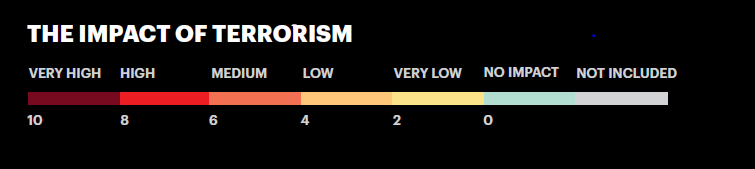 THE IMPACT OF TERRORISM
VERY HIGH HIGH MEDIUM LOW VERY LOW NO IMPACT NOT INCLUDED
10 8 6 4 2 0